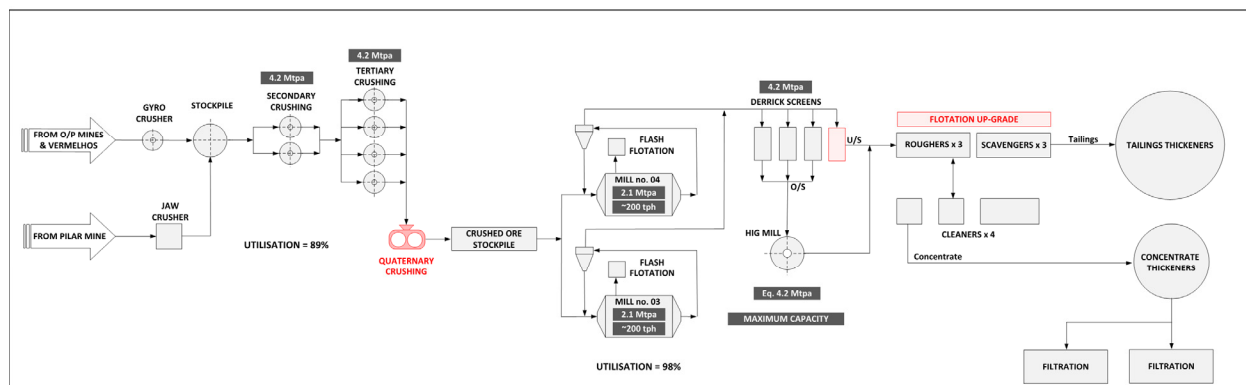 FROM O/P MINES
& VERMELHOS
GYRO
CRUSHER
STOCKPILE
4.2 Mtpa
SECONDARY
CRUSHING
4.2 Mtpa
TERTIARY
CRUSHING
FROM PILAR MINE
JAW
CRUSHER
UTILISATION = 89%
QUATERNARY
CRUSHING
CRUSHED ORE
STOCKPILE
FLASH
FLOTATION
MILL no. 04
2.1 Mtpa
~200 tph
FLASH
FLOTATION
MILL no. 03
2.1 Mtpa
~200 tph
UTILISATION = 98%
4.2 Mtpa
DERRICK SCREENS
U/S
O/S
HIG MILL
Eq. 4.2 Mtpa
MAXIMUM CAPACITY
FLOTATION UP-GRADE
ROUGHERS x 3
SCAVENGERS x 3
Tailings
TAILINGS THICKENERS
CLEANERS x 4
Concentrate
CONCENTRATE
THICKENERS
FILTRATION
FILTRATION